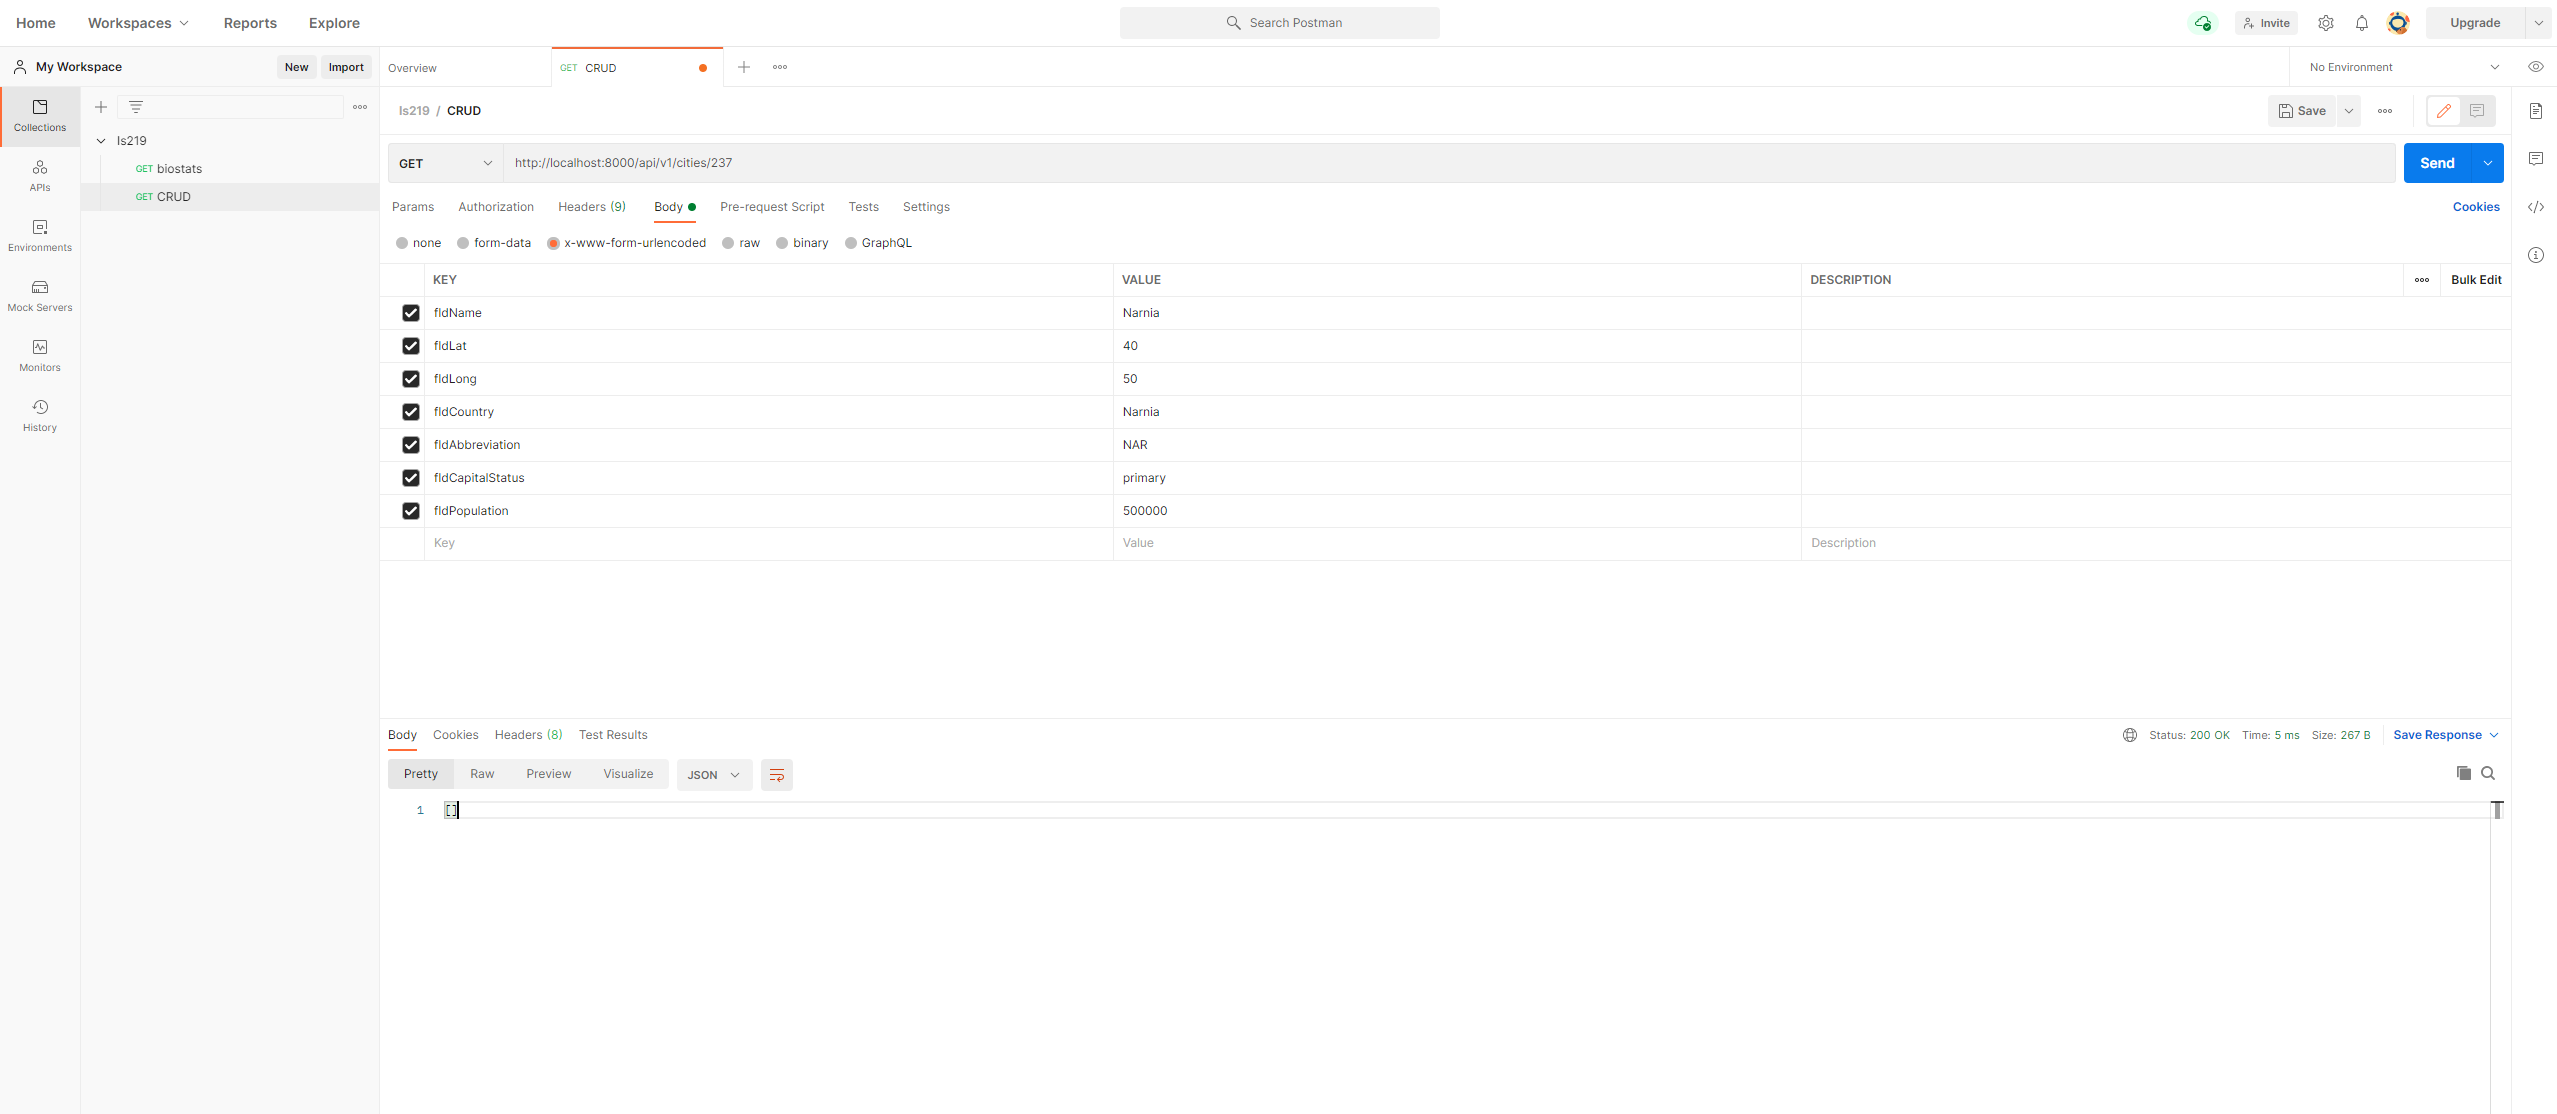 Home Workspaces Reports Explore Search Postman Invite Upgrade
My Workspace New Import Overview GET CRUD No Environment
Collections
APIs
Environments
Mock Servers
Monitors
History
Is219
GET biostats
GET CRUD
Is219 / CRUD Save
GET http://localhost:8000/api/v1/cities/237 Send
Params Authorization Headers (9) Body Pre-request Script Tests Settings Cookies
none form-data x-www-form-urlencoded raw binary GraphQL
KEY VALUE DESCRIPTION Bulk Edit
fldName Narnia
fldLat 40
fldLong 50
fldCountry Narnia
fldAbbreviation NAR
fldCapitalStatus primary
fldPopulation 500000
Key Value Description
Body Cookies Headers (8) Test Results Status: 200 OK Time: 5 ms Size: 267 B Save Response
Pretty Raw Preview Visualize JSON
1 []